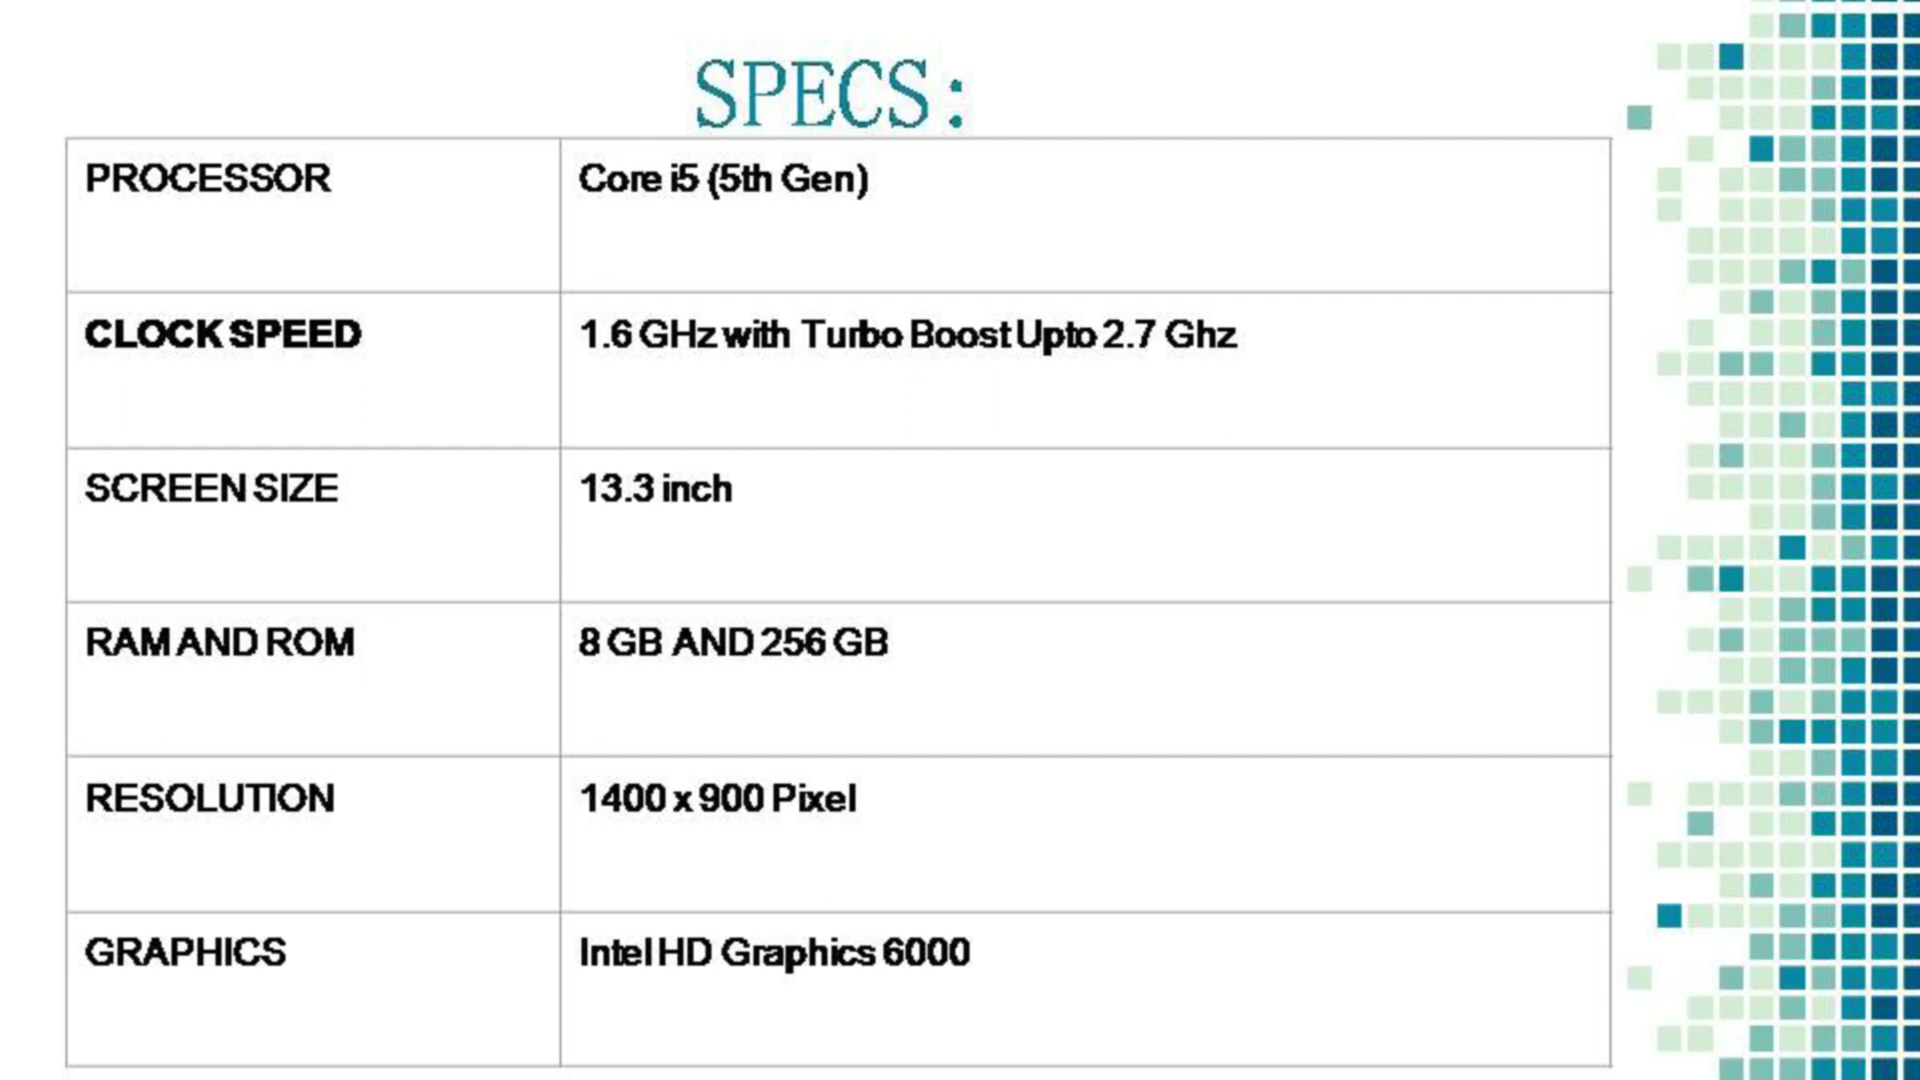 SPECS:
PROCESSOR
Core i5 (5th Gen)
CLOCK SPEED
1.6 GHz with Turbo Boost Upto 2.7 Ghz
SCREEN SIZE
13.3 inch
RAM AND ROM
8 GB AND 256 GB
RESOLUTION
1400 x 900 Pixel
GRAPHICS
Intel HD Graphics 6000